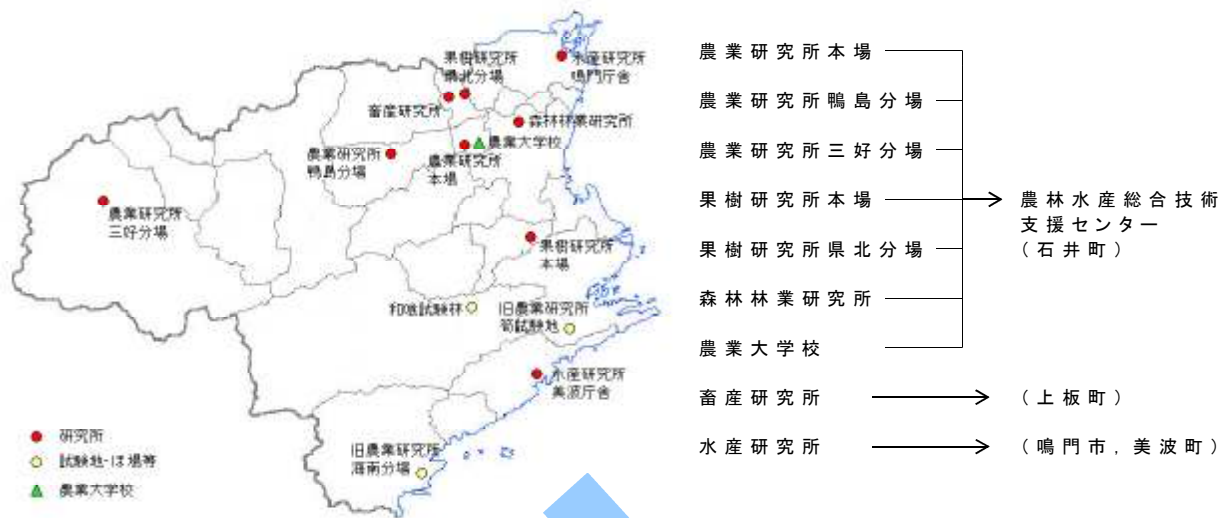 果樹研究所
県北分場
水産研究所
鳴門庁舎
畜産研究所
森林林業研究所
農業大学校
農業研究所
鴨島分場
農業研究所
本場
農業研究所
三好分場
果樹研究所
本場
和喰試験林
旧農業研究所
筍試験地
水産研究所
美波庁舎
旧農業研究所
海南分場
研究所
試験地・ほ場等
農業大学校
農業研究所本場
農業研究所鴨島分場
農業研究所三好分場
果樹研究所本場
果樹研究所県北分場
森林林業研究所
農業大学校
農林水産総合技術
支援センター
(石井町)
畜産研究所
(上板町)
水産研究所
(鳴門市,美波町)